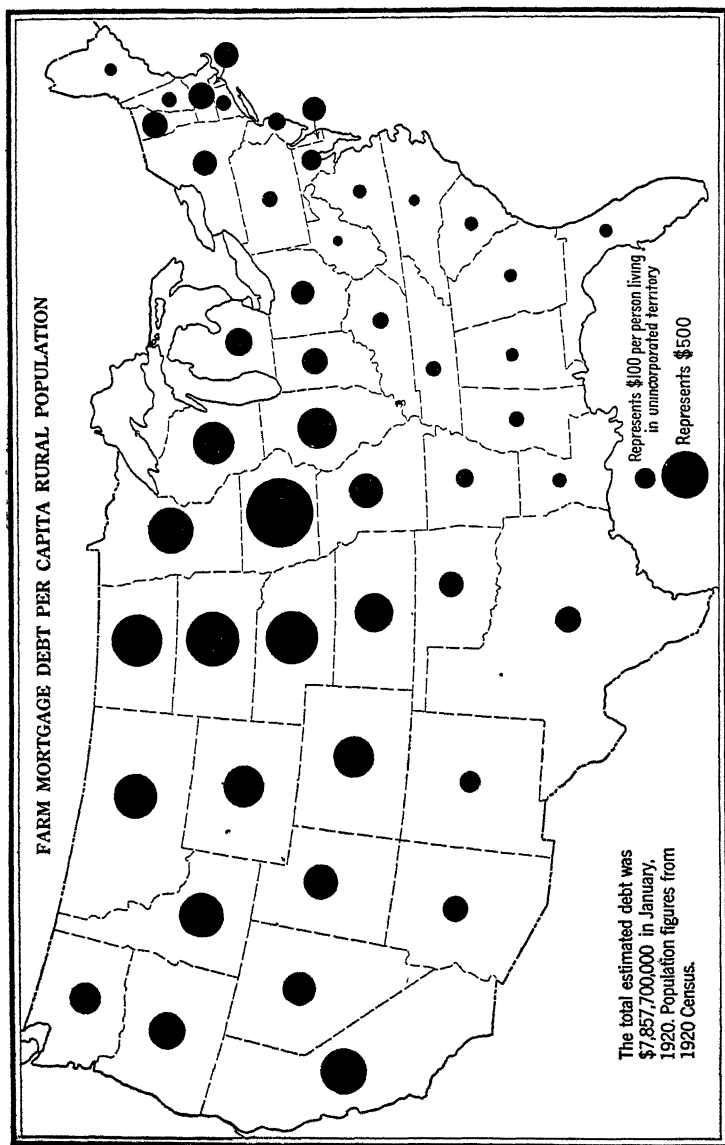 FARM MORTGAGE DEBT PER CAPITA RURAL POPULATION
Represents $100 per person living
in unincorporated territory
Represents $500
The total estimated debt was
$7,857,700,000 in January,
1920. Population figures from
1920 Census.